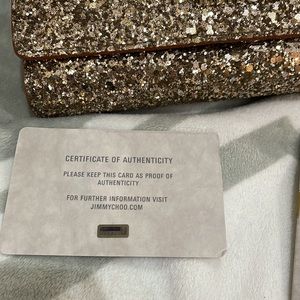 CERTIFICATE OF AUTHENTICITY
PLEASE KEEP THIS CARD AS PROOF OF
AUTHENTICITY
FOR FURTHER INFORMATION VISIT
JIMMYCHOO.COM